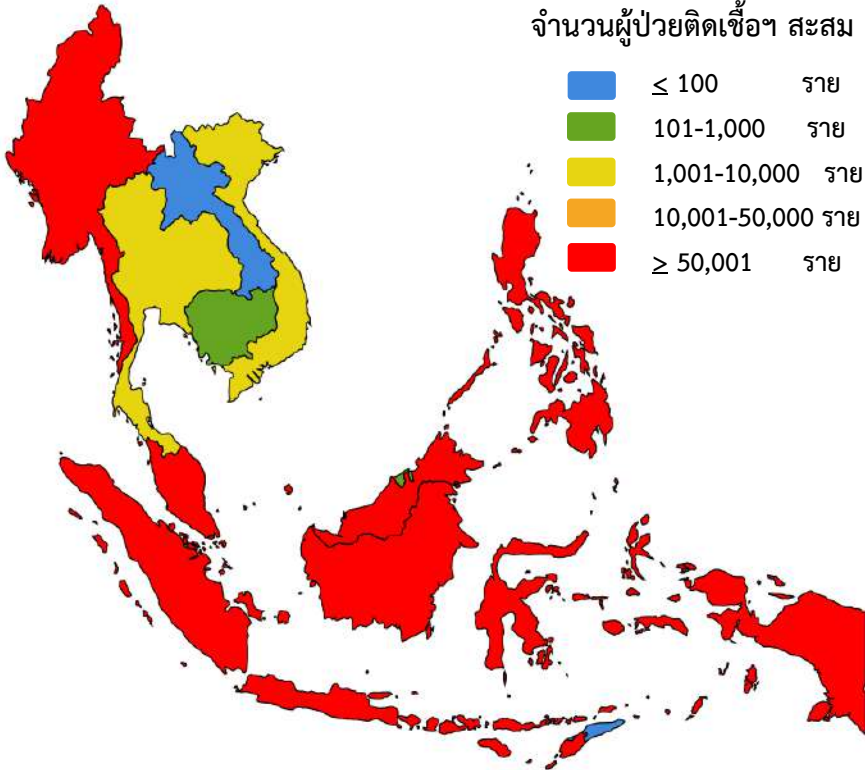 จำนวนผู้ป่วยติดเชื้อฯ สะสม
≤ 100 ราย
101-1,000 ราย
1,001-10,000 ราย
10,001-50,000 ราย
≥ 50,001 ราย